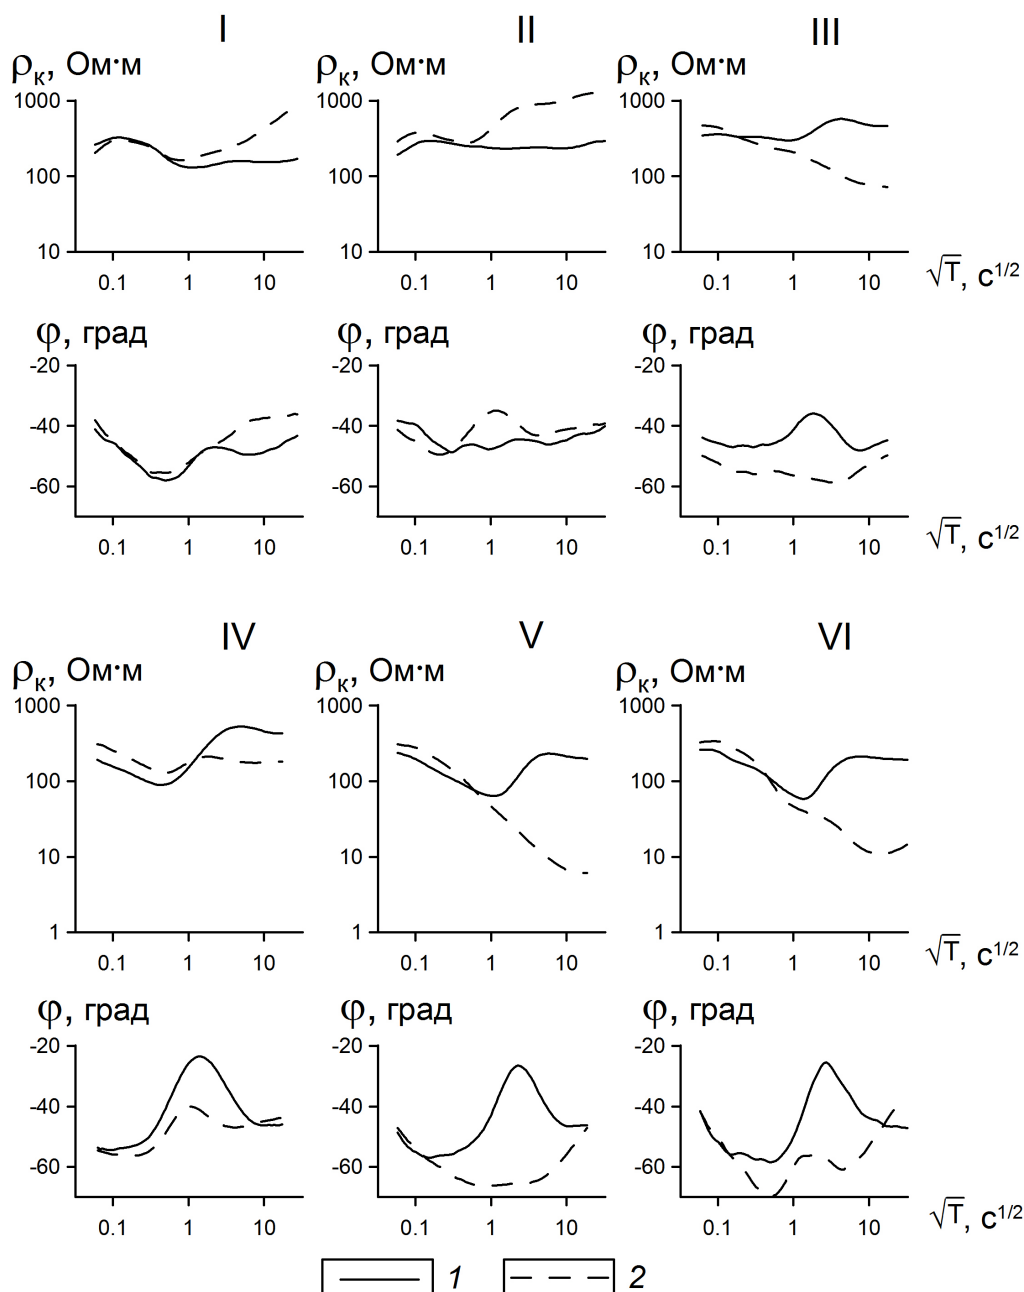 I II III
ρк, Ом·м ρк, Ом·м ρк, Ом·м
1000 1000 1000
100 100 100
10 10 10
0.1 1 10 0.1 1 10 0.1 1 10 √T, с1/2
φ, град φ, град φ, град
-20 -20 -20
-40 -40 -40
-60 -60 -60
0.1 1 10 0.1 1 10 0.1 1 10 √T, с1/2
IV V VI
ρк, Ом·м ρк, Ом·м ρк, Ом·м
1000 1000 1000
100 100 100
10 10 10
1 1 1
0.1 1 10 0.1 1 10 0.1 1 10 √T, с1/2
φ, град φ, град φ, град
-20 -20 -20
-40 -40 -40
-60 -60 -60
0.1 1 10 0.1 1 10 0.1 1 10 √T, с1/2
1 2